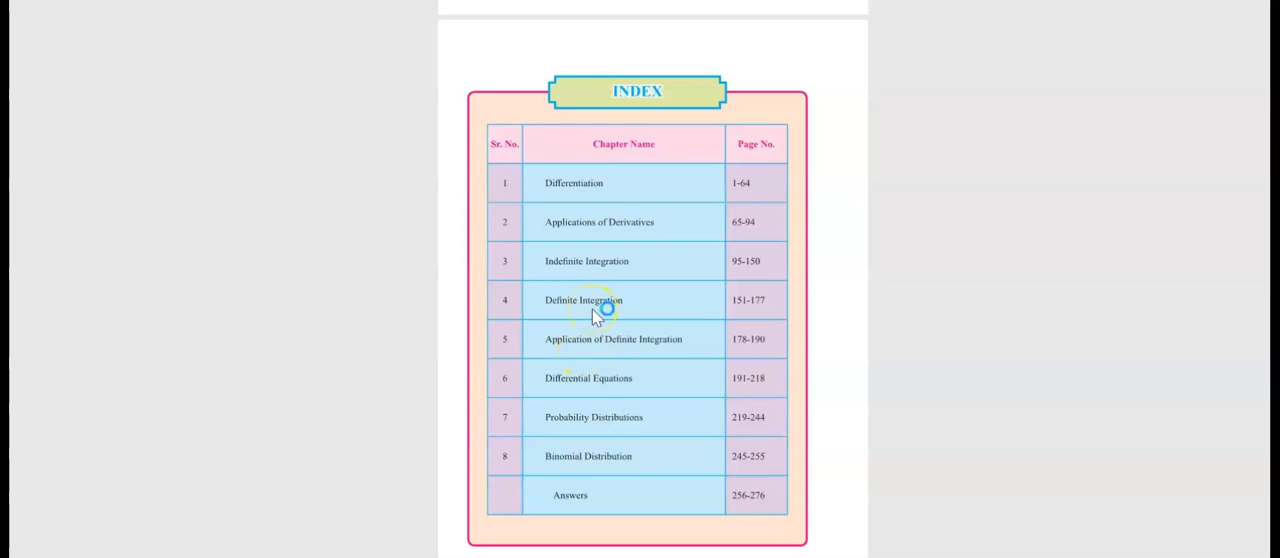 INDEX
Sr. No. Chapter Name Page No.
1 Differentiation 1-64
2 Applications of Derivatives 65-94
3 Indefinite Integration 95-150
4 Definite Integration 151-177
5 Application of Definite Integration 178-190
6 Differential Equations 191-218
7 Probability Distributions 219-244
8 Binomial Distribution 245-255
Answers 256-276